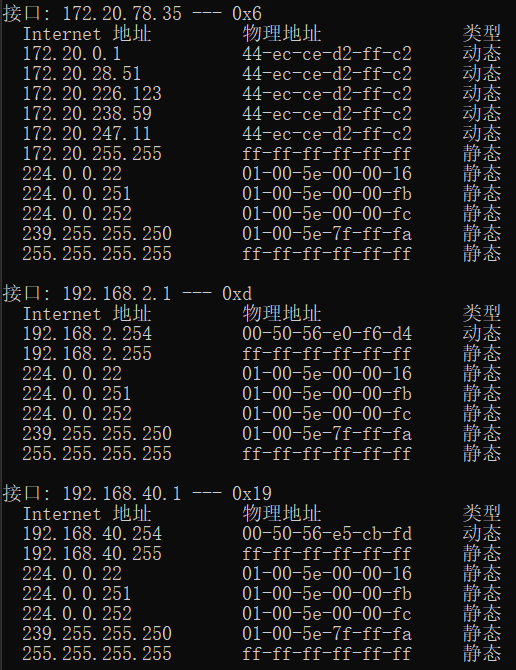 接口: 172.20.78.35 --- 0x6
Internet 地址 物理地址 类型
172.20.0.1 44-ec-ce-d2-ff-c2 动态
172.20.28.51 44-ec-ce-d2-ff-c2 动态
172.20.226.123 44-ec-ce-d2-ff-c2 动态
172.20.238.59 44-ec-ce-d2-ff-c2 动态
172.20.247.11 44-ec-ce-d2-ff-c2 动态
172.20.255.255 ff-ff-ff-ff-ff-ff 静态
224.0.0.22 01-00-5e-00-00-16 静态
224.0.0.251 01-00-5e-00-00-fb 静态
224.0.0.252 01-00-5e-00-00-fc 静态
239.255.255.250 01-00-5e-7f-ff-fa 静态
255.255.255.255 ff-ff-ff-ff-ff-ff 静态
接口: 192.168.2.1 --- 0xd
Internet 地址 物理地址 类型
192.168.2.254 00-50-56-e0-f6-d4 动态
192.168.2.255 ff-ff-ff-ff-ff-ff 静态
224.0.0.22 01-00-5e-00-00-16 静态
224.0.0.251 01-00-5e-00-00-fb 静态
224.0.0.252 01-00-5e-00-00-fc 静态
239.255.255.250 01-00-5e-7f-ff-fa 静态
255.255.255.255 ff-ff-ff-ff-ff-ff 静态
接口: 192.168.40.1 --- 0x19
Internet 地址 物理地址 类型
192.168.40.254 00-50-56-e5-cb-fd 动态
192.168.40.255 ff-ff-ff-ff-ff-ff 静态
224.0.0.22 01-00-5e-00-00-16 静态
224.0.0.251 01-00-5e-00-00-fb 静态
224.0.0.252 01-00-5e-00-00-fc 静态
239.255.255.250 01-00-5e-7f-ff-fa 静态
255.255.255.255 ff-ff-ff-ff-ff-ff 静态